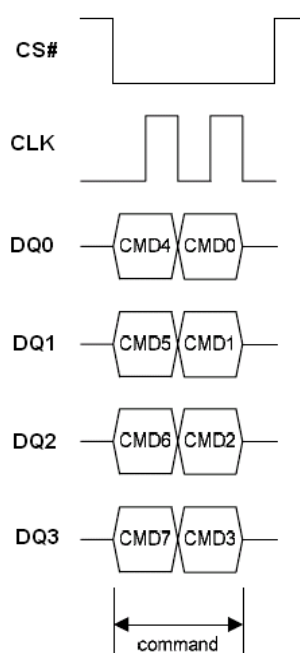 CS#
CLK
DQ0 CMD4 CMD0
DQ1 CMD5 CMD1
DQ2 CMD6 CMD2
DQ3 CMD7 CMD3
command